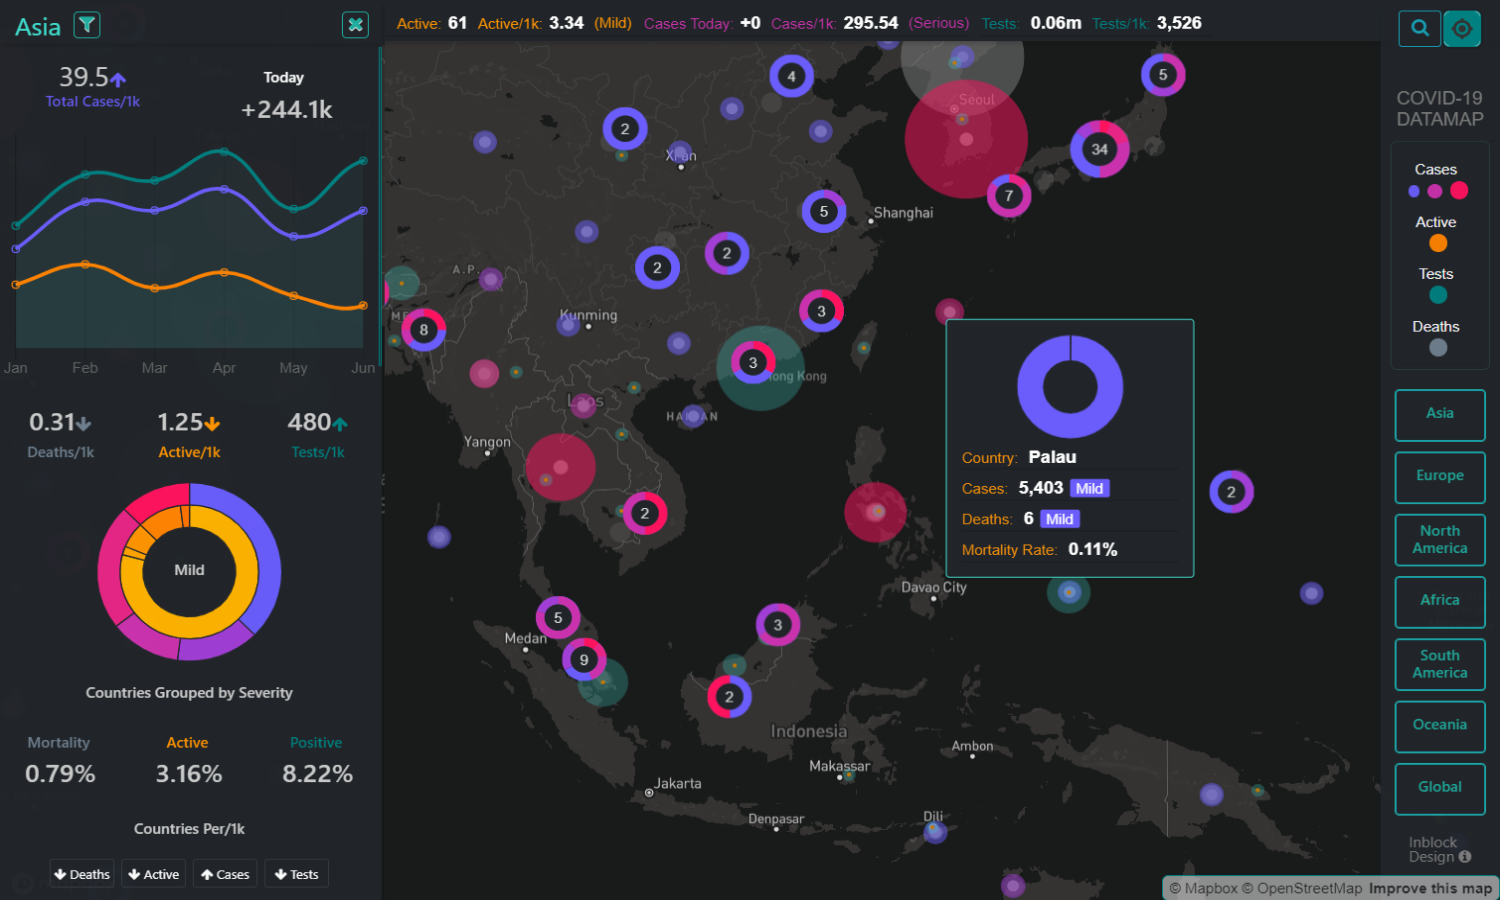 Asia
Active: 61 Active/1k: 3.34 (Mild) Cases Today: +0 Cases/1k: 295.54 (Serious) Tests: 0.06m Tests/1k: 3,526
39.5
Total Cases/1k
Today
+244.1k
Jan Feb Mar Apr May Jun
0.31
Deaths/1k
1.25
Active/1k
480
Tests/1k
Mild
Countries Grouped by Severity
Mortality
0.79%
Active
3.16%
Positive
8.22%
Countries Per/1k
Deaths
Active
Cases
Tests
4
5
2
Seoul
Xi'an
34
7
5
Shanghai
2
2
A.P.
3
Kunming
8
3
Hong Kong
Laos
HAINAN
Yangon
2
2
Country: Palau
Cases: 5,403 Mild
Deaths: 6 Mild
Mortality Rate: 0.11%
Davao City
5
3
Medan
9
2
Indonesia
Ambon
Makassar
Jakarta
Denpasar
Dili
COVID-19
DATAMAP
Cases
Active
Tests
Deaths
Asia
Europe
North
America
Africa
South
America
Oceania
Global
Inblock
Design
© Mapbox © OpenStreetMap Improve this map